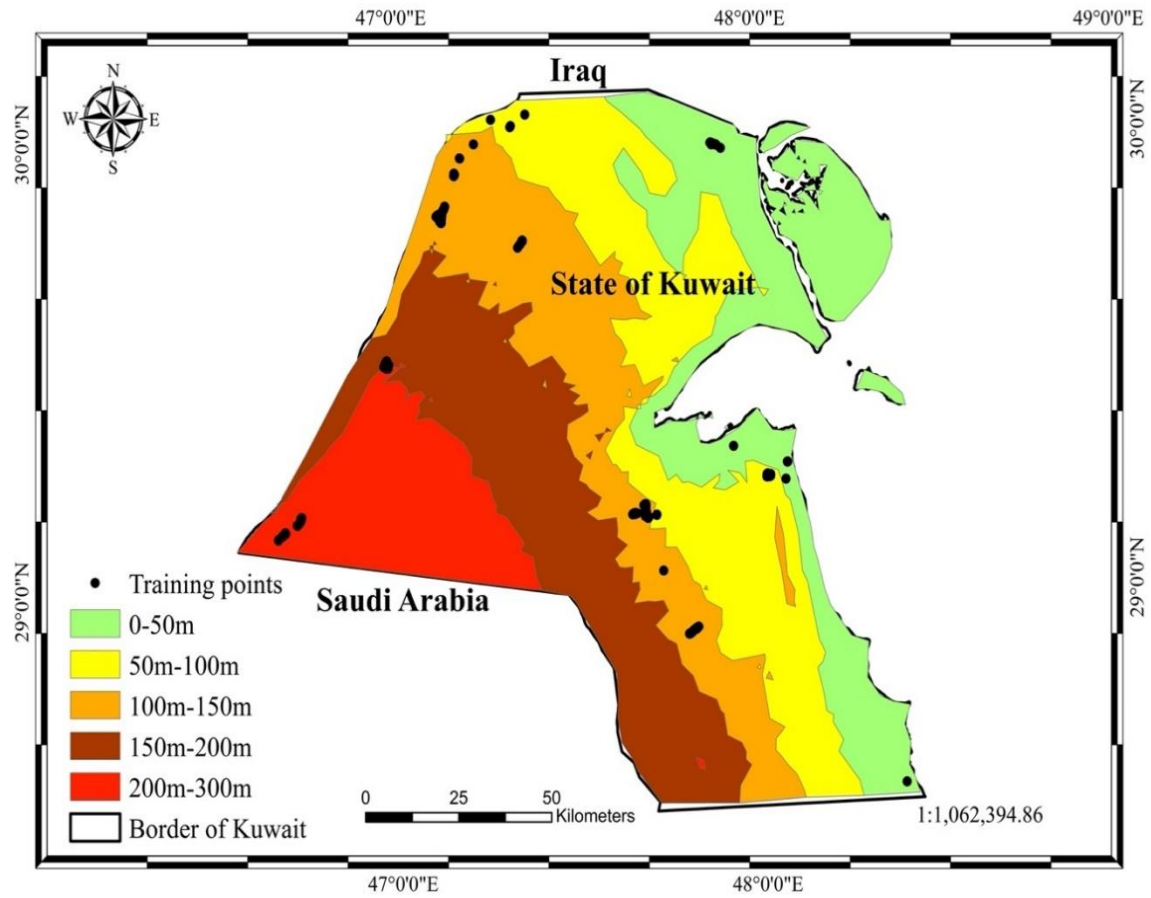 47°0'0"E 48°0'0"E 49°0'0"E
Iraq
N
W E
S
30°0'0"N
30°0'0"N
State of Kuwait
29°0'0"N
29°0'0"N
Saudi Arabia
Training points
0-50m
50m-100m
100m-150m
150m-200m
200m-300m
Border of Kuwait
0 25 50
Kilometers
1:1,062,394.86
47°0'0"E 48°0'0"E